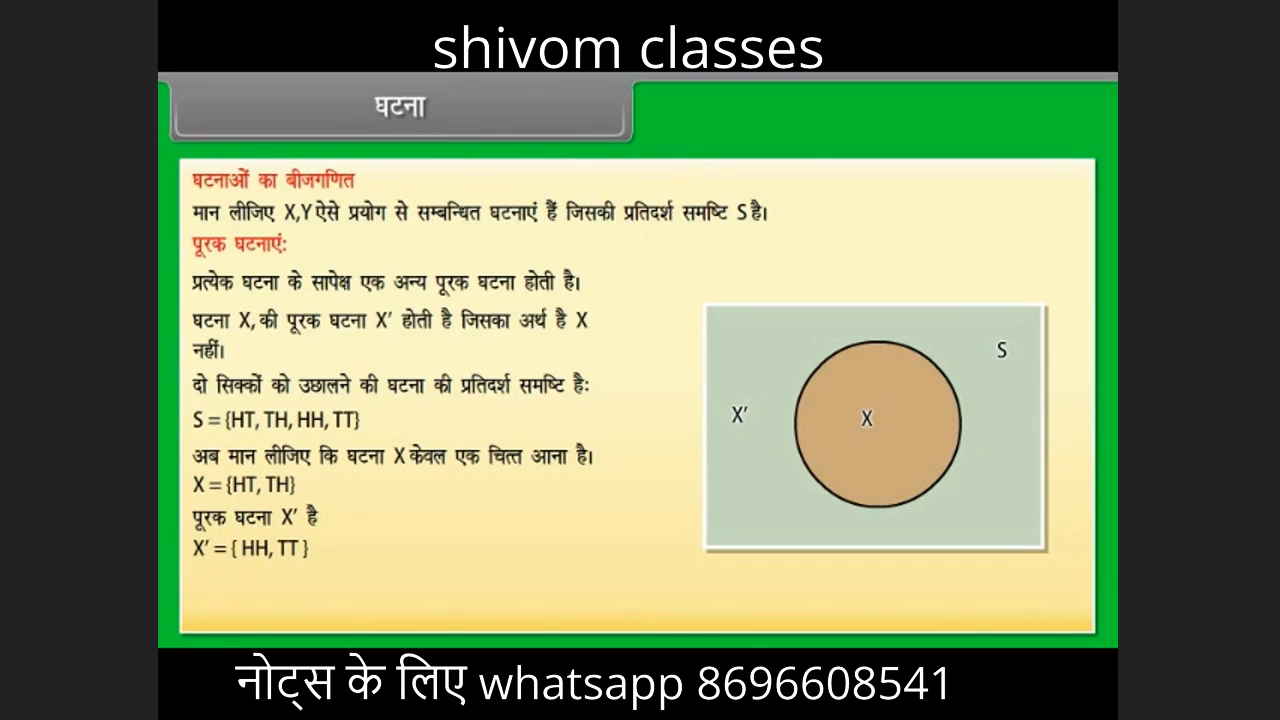 shivom classes
घटना
घटनाओं का बीजगणित
मान लीजिए X,Y ऐसे प्रयोग से सम्बन्धित घटनाएं हैं जिसकी प्रतिदर्श समष्टि S है।
पूरक घटनाएं:
प्रत्येक घटना के सापेक्ष एक अन्य पूरक घटना होती है।
घटना X, की पूरक घटना X′ होती है जिसका अर्थ है X
नहीं।
दो सिक्कों को उछालने की घटना की प्रतिदर्श समष्टि है:
S = {HT, TH, HH, TT}
अब मान लीजिए कि घटना X केवल एक चित्त आना है।
X = {HT, TH}
पूरक घटना X′ है
X′ = { HH, TT }
S
X′
X
नोट्स के लिए whatsapp 8696608541